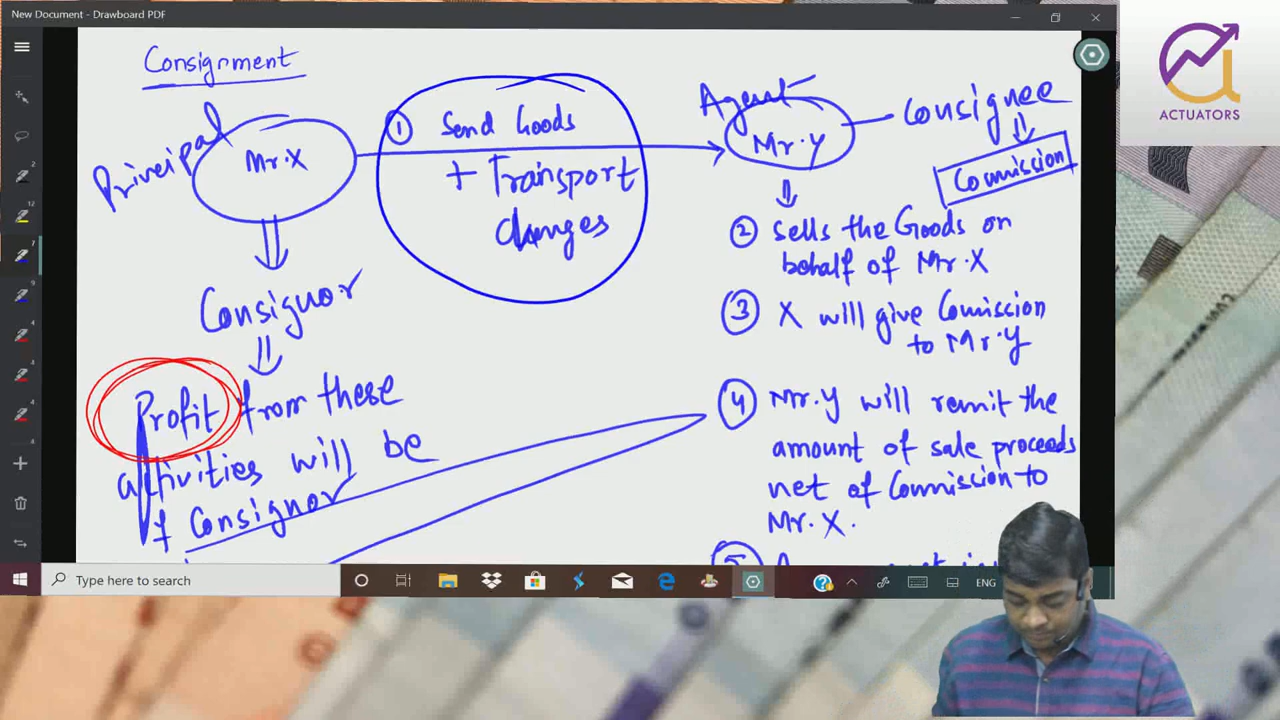 New Document - Drawboard PDF
Consignment
Principal
Mr.X
① Send Goods
+ Transport
charges
Agent
Mr.Y
Consignee
Commission
Consignor
Profit from these
activities will be
f Consignor
② Sells the Goods on
behalf of Mr.X
③ X will give Comission
to Mr.Y
④ Mr.Y will remit the
amount of sale proceeds
net of Commission to
Mr.X.
⑤
ACTUATORS
Type here to search
ENG